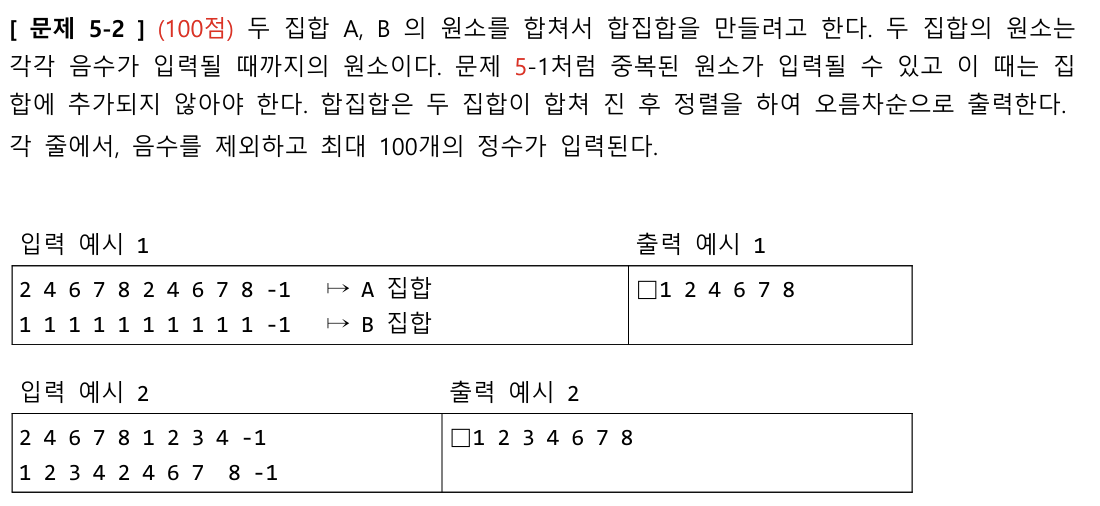 [ 문제 5-2 ] (100점) 두 집합 A, B 의 원소를 합쳐서 합집합을 만들려고 한다. 두 집합의 원소는
각각 음수가 입력될 때까지의 원소이다. 문제 5-1처럼 중복된 원소가 입력될 수 있고 이 때는 집
합에 추가되지 않아야 한다. 합집합은 두 집합이 합쳐 진 후 정렬을 하여 오름차순으로 출력한다.
각 줄에서, 음수를 제외하고 최대 100개의 정수가 입력된다.
입력 예시 1
출력 예시 1
2 4 6 7 8 2 4 6 7 8 -1 ↦ A 집합
□1 2 4 6 7 8
1 1 1 1 1 1 1 1 1 1 -1 ↦ B 집합
입력 예시 2
출력 예시 2
2 4 6 7 8 1 2 3 4 -1
□1 2 3 4 6 7 8
1 2 3 4 2 4 6 7  8 -1